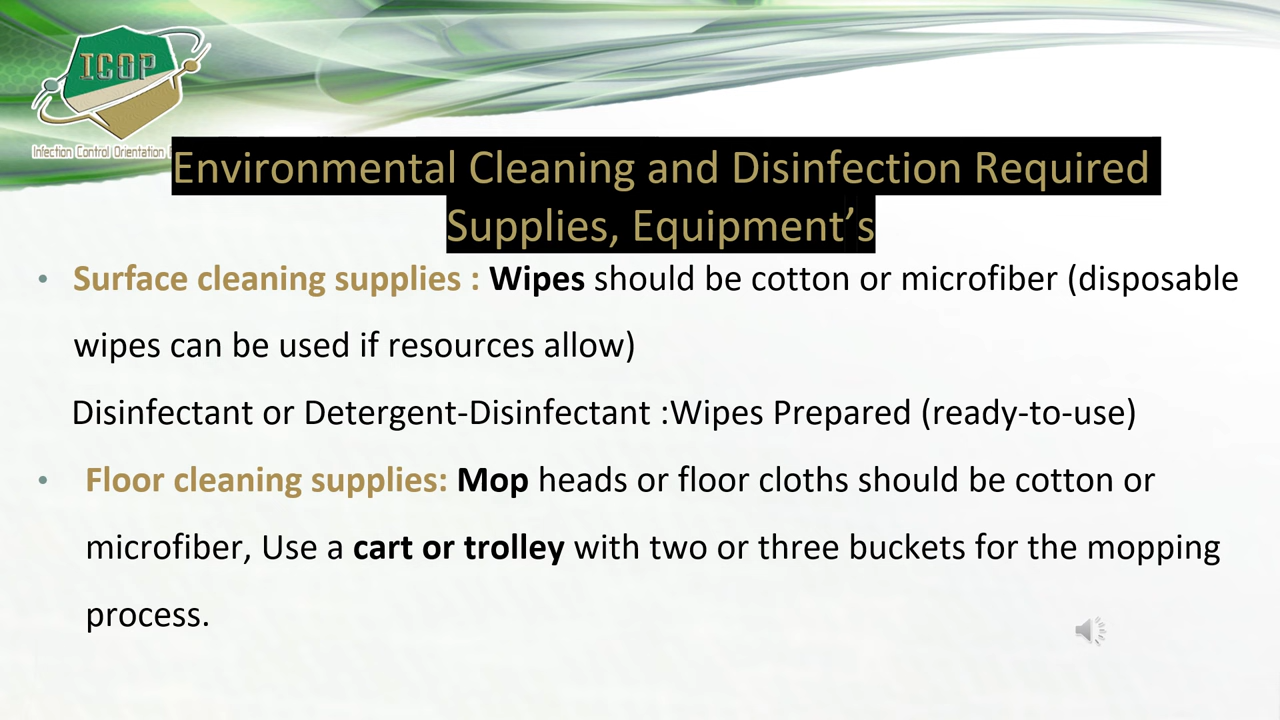 ICOP
Infection Control Orientation
Environmental Cleaning and Disinfection Required
Supplies, Equipment’s
• Surface cleaning supplies : Wipes should be cotton or microfiber (disposable
wipes can be used if resources allow)
Disinfectant or Detergent-Disinfectant :Wipes Prepared (ready-to-use)
• Floor cleaning supplies: Mop heads or floor cloths should be cotton or
microfiber, Use a cart or trolley with two or three buckets for the mopping
process.